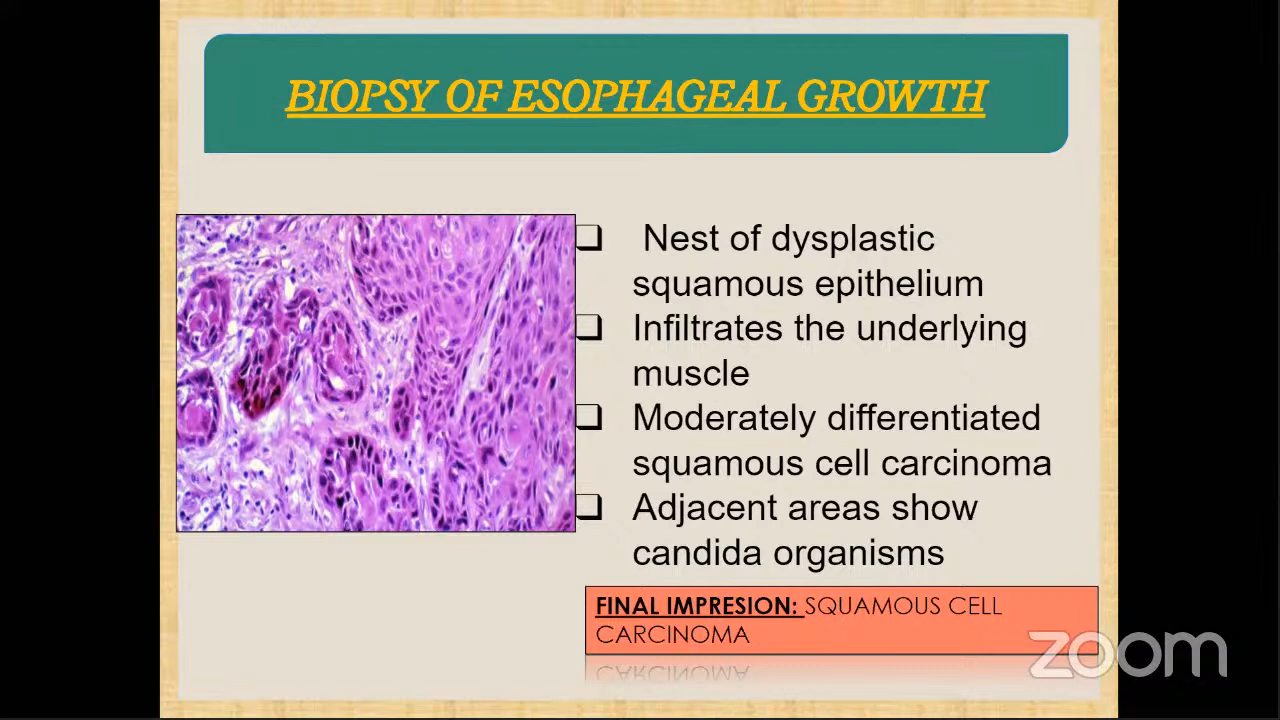 BIOPSY OF ESOPHAGEAL GROWTH
Nest of dysplastic
squamous epithelium
Infiltrates the underlying
muscle
Moderately differentiated
squamous cell carcinoma
Adjacent areas show
candida organisms
FINAL IMPRESION: SQUAMOUS CELL
CARCINOMA
zoom